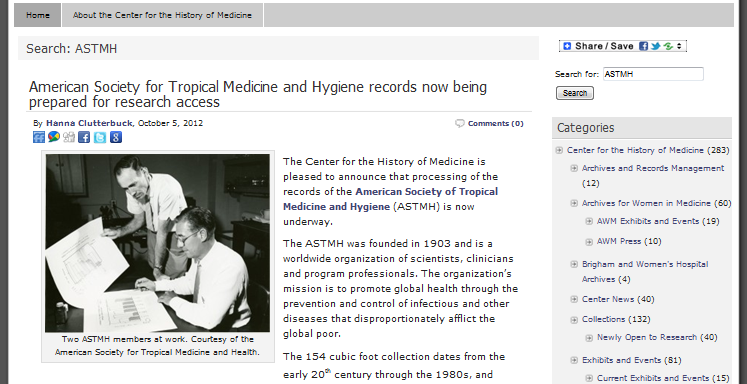 Home About the Center for the History of Medicine
Search: ASTMH
American Society for Tropical Medicine and Hygiene records now being
prepared for research access
By Hanna Clutterbuck, October 5, 2012
Comments (0)
The Center for the History of Medicine is
pleased to announce that processing of the
records of the American Society of Tropical
Medicine and Hygiene (ASTMH) is now
underway.
The ASTMH was founded in 1903 and is a
worldwide organization of scientists, clinicians
and program professionals. The organization's
mission is to promote global health through the
prevention and control of infectious and other
diseases that disproportionately afflict the
global poor.
The 154 cubic foot collection dates from the
early 20th century through the 1980s, and
Two ASTMH members at work. Courtesy of the
American Society for Tropical Medicine and Health.
Share / Save
Search for: ASTMH
Search
Categories
Center for the History of Medicine (283)
Archives and Records Management
(12)
Archives for Women in Medicine (60)
AWM Exhibits and Events (19)
AWM Press (10)
Brigham and Women's Hospital
Archives (4)
Center News (40)
Collections (132)
Newly Open to Research (40)
Exhibits and Events (81)
Current Exhibits and Events (15)